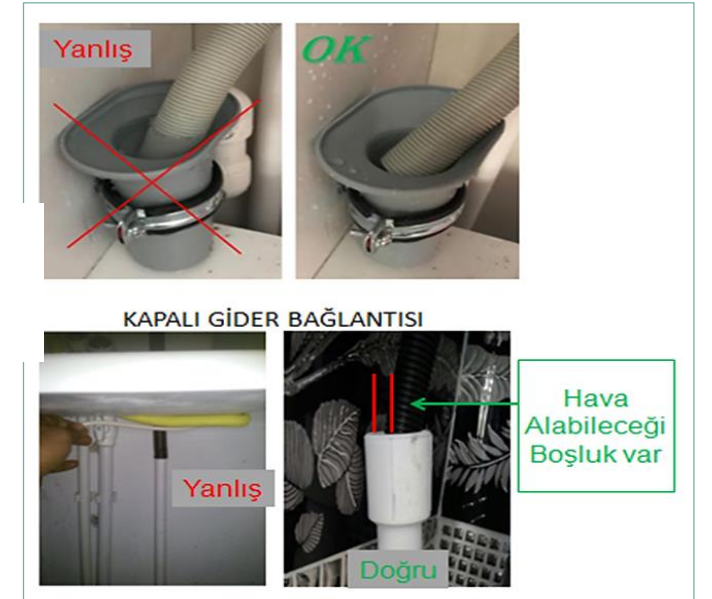 Yanlış
OK
KAPALI GİDER BAĞLANTISI
Yanlış
Hava
Alabileceği
Boşluk var
Doğru